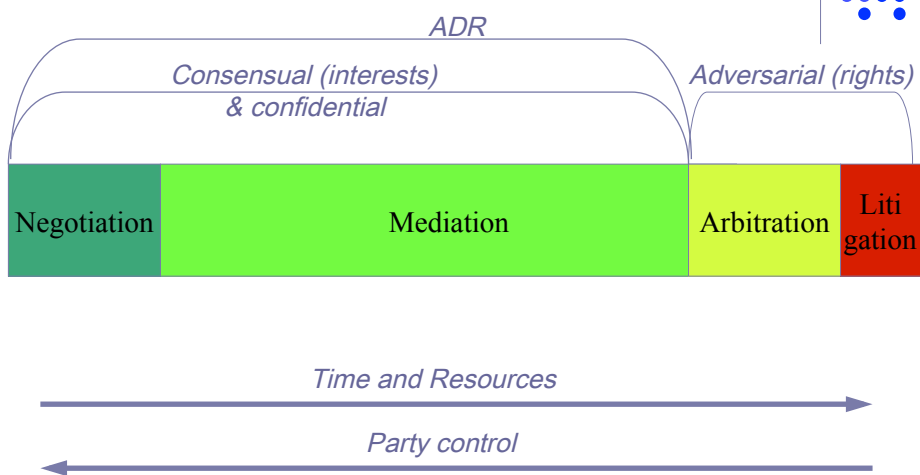 ADR
Consensual (interests)
& confidential
Adversarial (rights)
Negotiation
Mediation
Arbitration
Liti
gation
Time and Resources
Party control